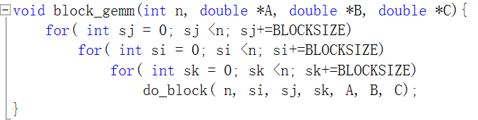 void block_gemm(int n, double *A, double *B, double *C){
    for( int sj = 0; sj <n; sj+=BLOCKSIZE)
        for( int si = 0; si <n; si+=BLOCKSIZE)
            for( int sk = 0; sk <n; sk+=BLOCKSIZE)
                do_block( n, si, sj, sk, A, B, C);
}